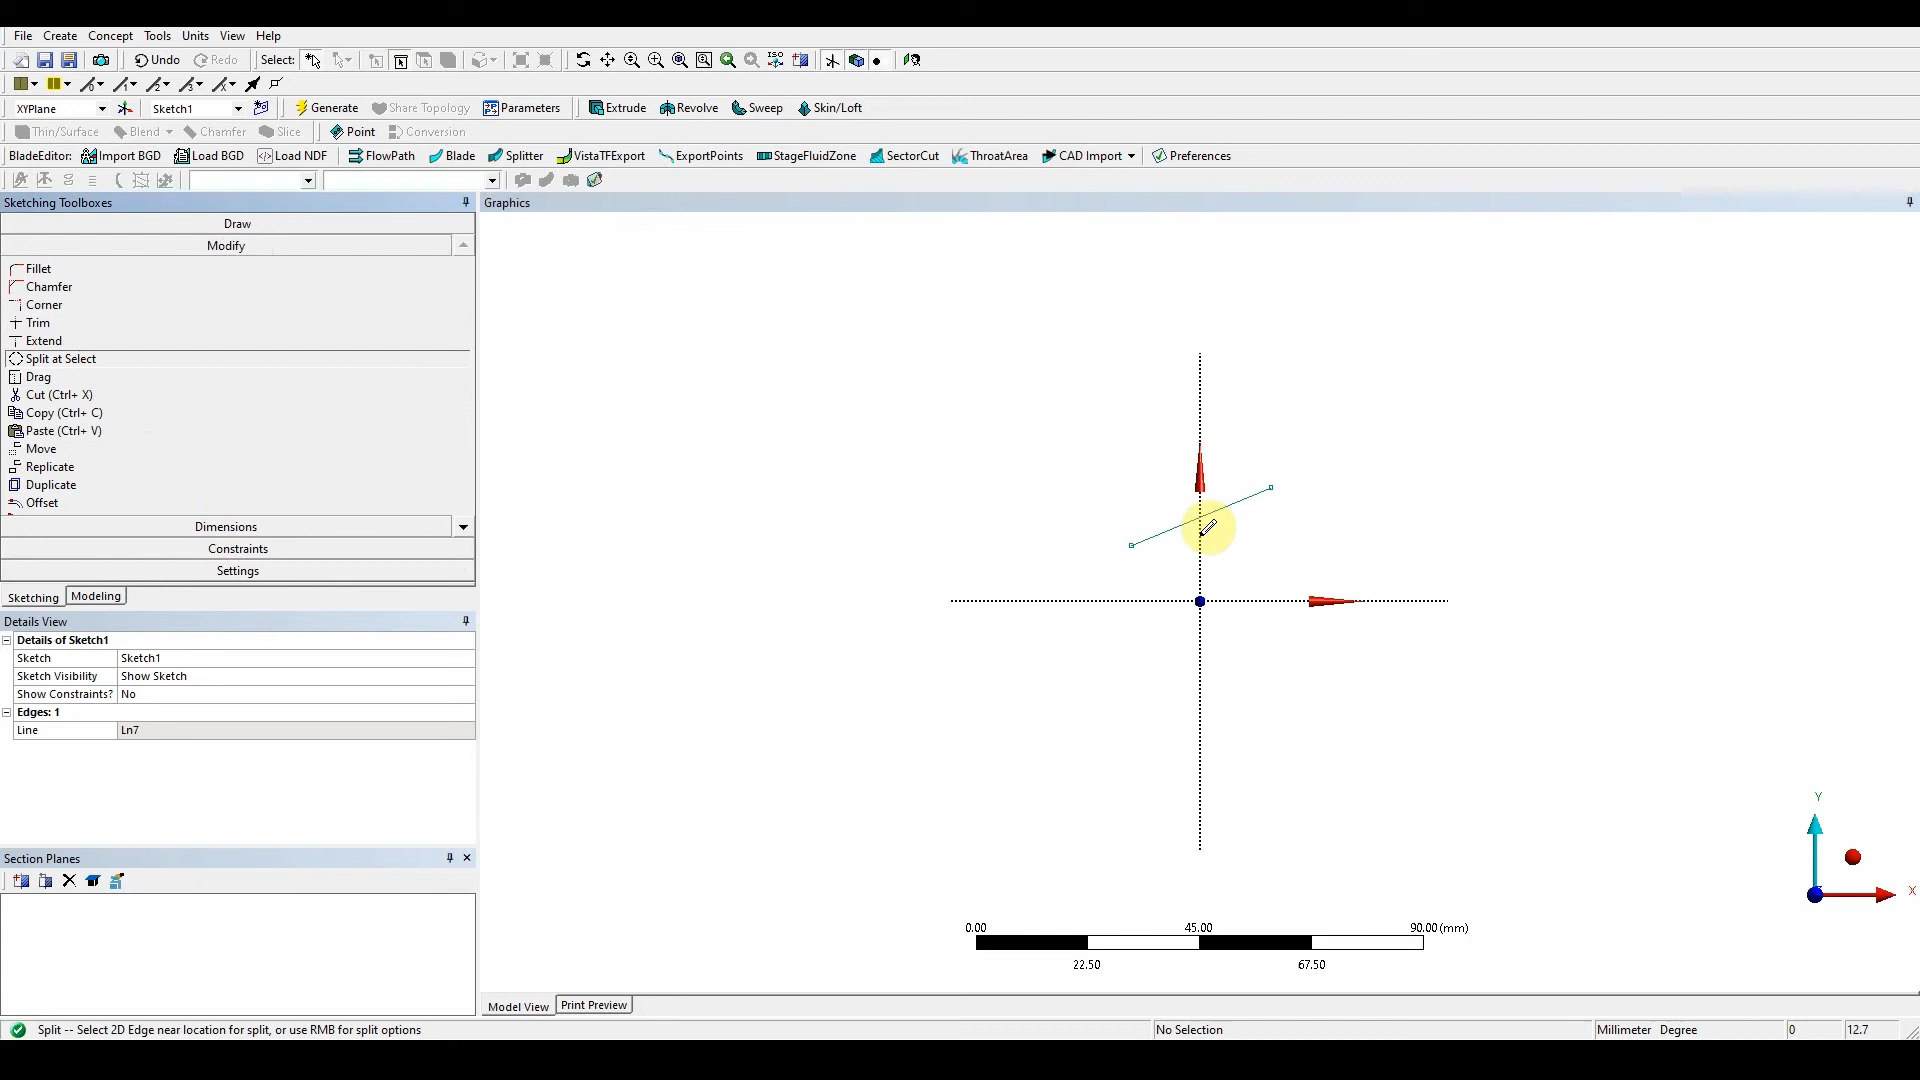 File Create Concept Tools Units View Help
Undo Redo Select:
XYPlane Sketch1 Generate Share Topology Parameters Extrude Revolve Sweep Skin/Loft
Thin/Surface Blend Chamfer Slice Point Conversion
BladeEditor: Import BGD Load BGD Load NDF FlowPath Blade Splitter VistaTFExport ExportPoints StageFluidZone SectorCut ThroatArea CAD Import Preferences
Sketching Toolboxes
Draw
Modify
Fillet
Chamfer
Corner
Trim
Extend
Split at Select
Drag
Cut (Ctrl+ X)
Copy (Ctrl+ C)
Paste (Ctrl+ V)
Move
Replicate
Duplicate
Offset
Dimensions
Constraints
Settings
Sketching Modeling
Details View
Details of Sketch1
Sketch Sketch1
Sketch Visibility Show Sketch
Show Constraints? No
Edges: 1
Line Ln7
Section Planes
Graphics
Y
X
0.00 45.00 90.00 (mm)
22.50 67.50
Model View Print Preview
Split -- Select 2D Edge near location for split, or use RMB for split options No Selection Millimeter Degree 0 12.7